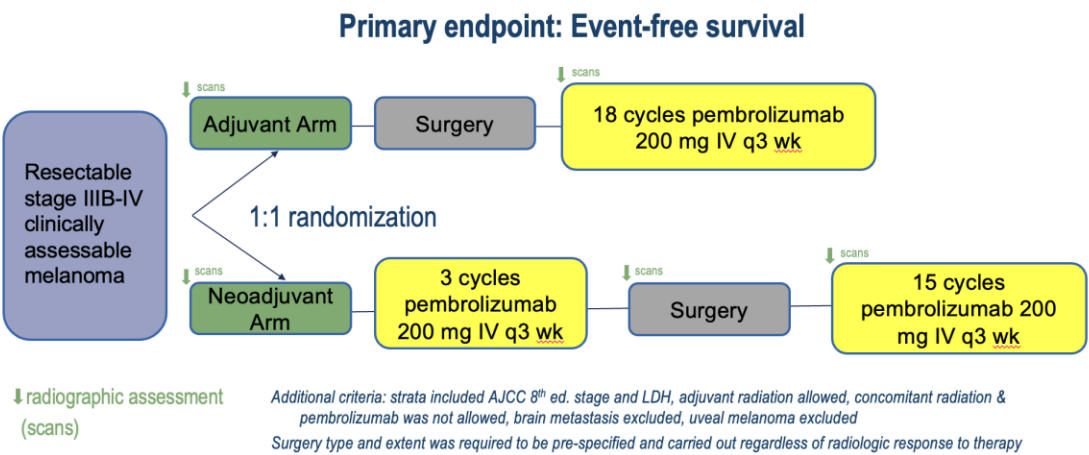 Primary endpoint: Event-free survival
scans
scans
Adjuvant Arm
Surgery
18 cycles pembrolizumab
200 mg IV q3 wk
Resectable
stage IIIB-IV
clinically
assessable
melanoma
1:1 randomization
scans
scans
scans
Neoadjuvant
Arm
3 cycles
pembrolizumab
200 mg IV q3 wk
Surgery
15 cycles
pembrolizumab 200
mg IV q3 wk
radiographic assessment
(scans)
Additional criteria: strata included AJCC 8th ed. stage and LDH, adjuvant radiation allowed, concomitant radiation &
pembrolizumab was not allowed, brain metastasis excluded, uveal melanoma excluded
Surgery type and extent was required to be pre-specified and carried out regardless of radiologic response to therapy